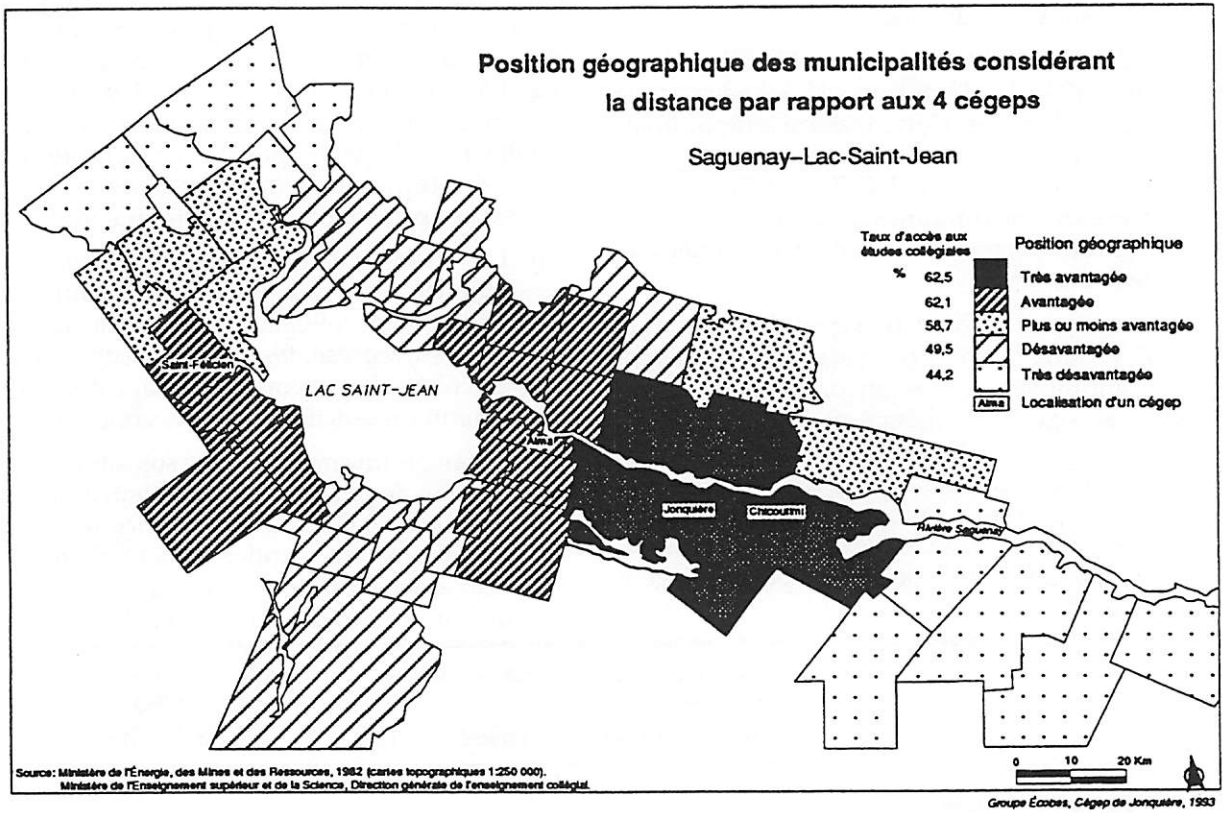 Position géographique des municipalités considérant
la distance par rapport aux 4 cégeps
Saguenay–Lac-Saint-Jean
Taux d'accès aux
études collégiales
%
Position géographique
62,5 Très avantagée
62,1 Avantagée
58,7 Plus ou moins avantagée
49,5 Désavantagée
44,2 Très désavantagée
Alma Localisation d'un cégep
Saint-Félicien
LAC SAINT-JEAN
Alma
Jonquière
Chicoutimi
Rivière Saguenay
0 10 20 Km
Source: Ministère de l'Énergie, des Mines et des Ressources, 1982 (cartes topographiques 1:250 000).
Ministère de l'Enseignement supérieur et de la Science, Direction générale de l'enseignement collégial.
Groupe Écobes, Cégep de Jonquière, 1993